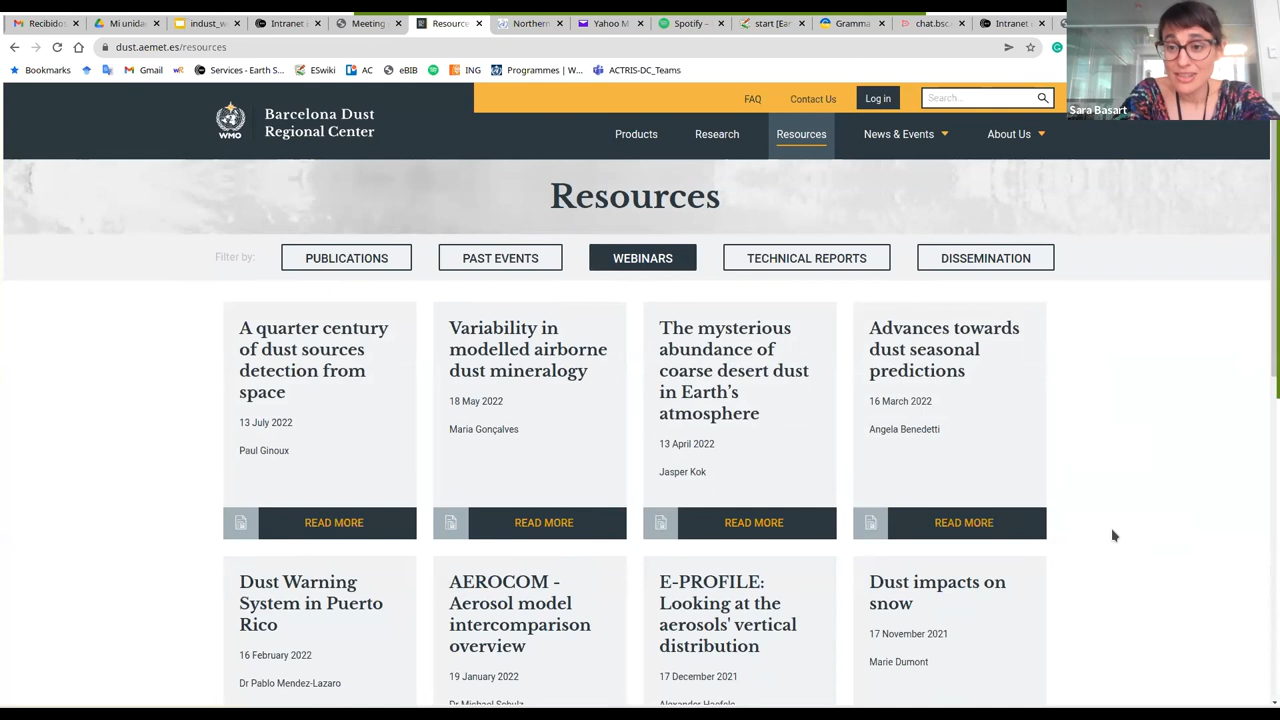 Recibidos
Mi unida
indust_w
Intranet
Meeting
Resource
Northern
Yahoo M
Spotify –
start [Ear
Gramma
chat.bsc
Intranet
dust.aemet.es/resources
Bookmarks
Gmail
Services - Earth S...
ESwiki
AC
eBIB
ING
Programmes | W...
ACTRIS-DC_Teams
Sara Basart
FAQ
Contact Us
Log in
Search...
WMO
Barcelona Dust
Regional Center
Products
Research
Resources
News & Events
About Us
Resources
Filter by:
PUBLICATIONS
PAST EVENTS
WEBINARS
TECHNICAL REPORTS
DISSEMINATION
A quarter century
of dust sources
detection from
space
13 July 2022
Paul Ginoux
READ MORE
Variability in
modelled airborne
dust mineralogy
18 May 2022
Maria Gonçalves
READ MORE
The mysterious
abundance of
coarse desert dust
in Earth’s
atmosphere
13 April 2022
Jasper Kok
READ MORE
Advances towards
dust seasonal
predictions
16 March 2022
Angela Benedetti
READ MORE
Dust Warning
System in Puerto
Rico
16 February 2022
Dr Pablo Mendez-Lazaro
AEROCOM -
Aerosol model
intercomparison
overview
19 January 2022
Dr Michael Schulz
E-PROFILE:
Looking at the
aerosols' vertical
distribution
17 December 2021
Alexander Haefele
Dust impacts on
snow
17 November 2021
Marie Dumont